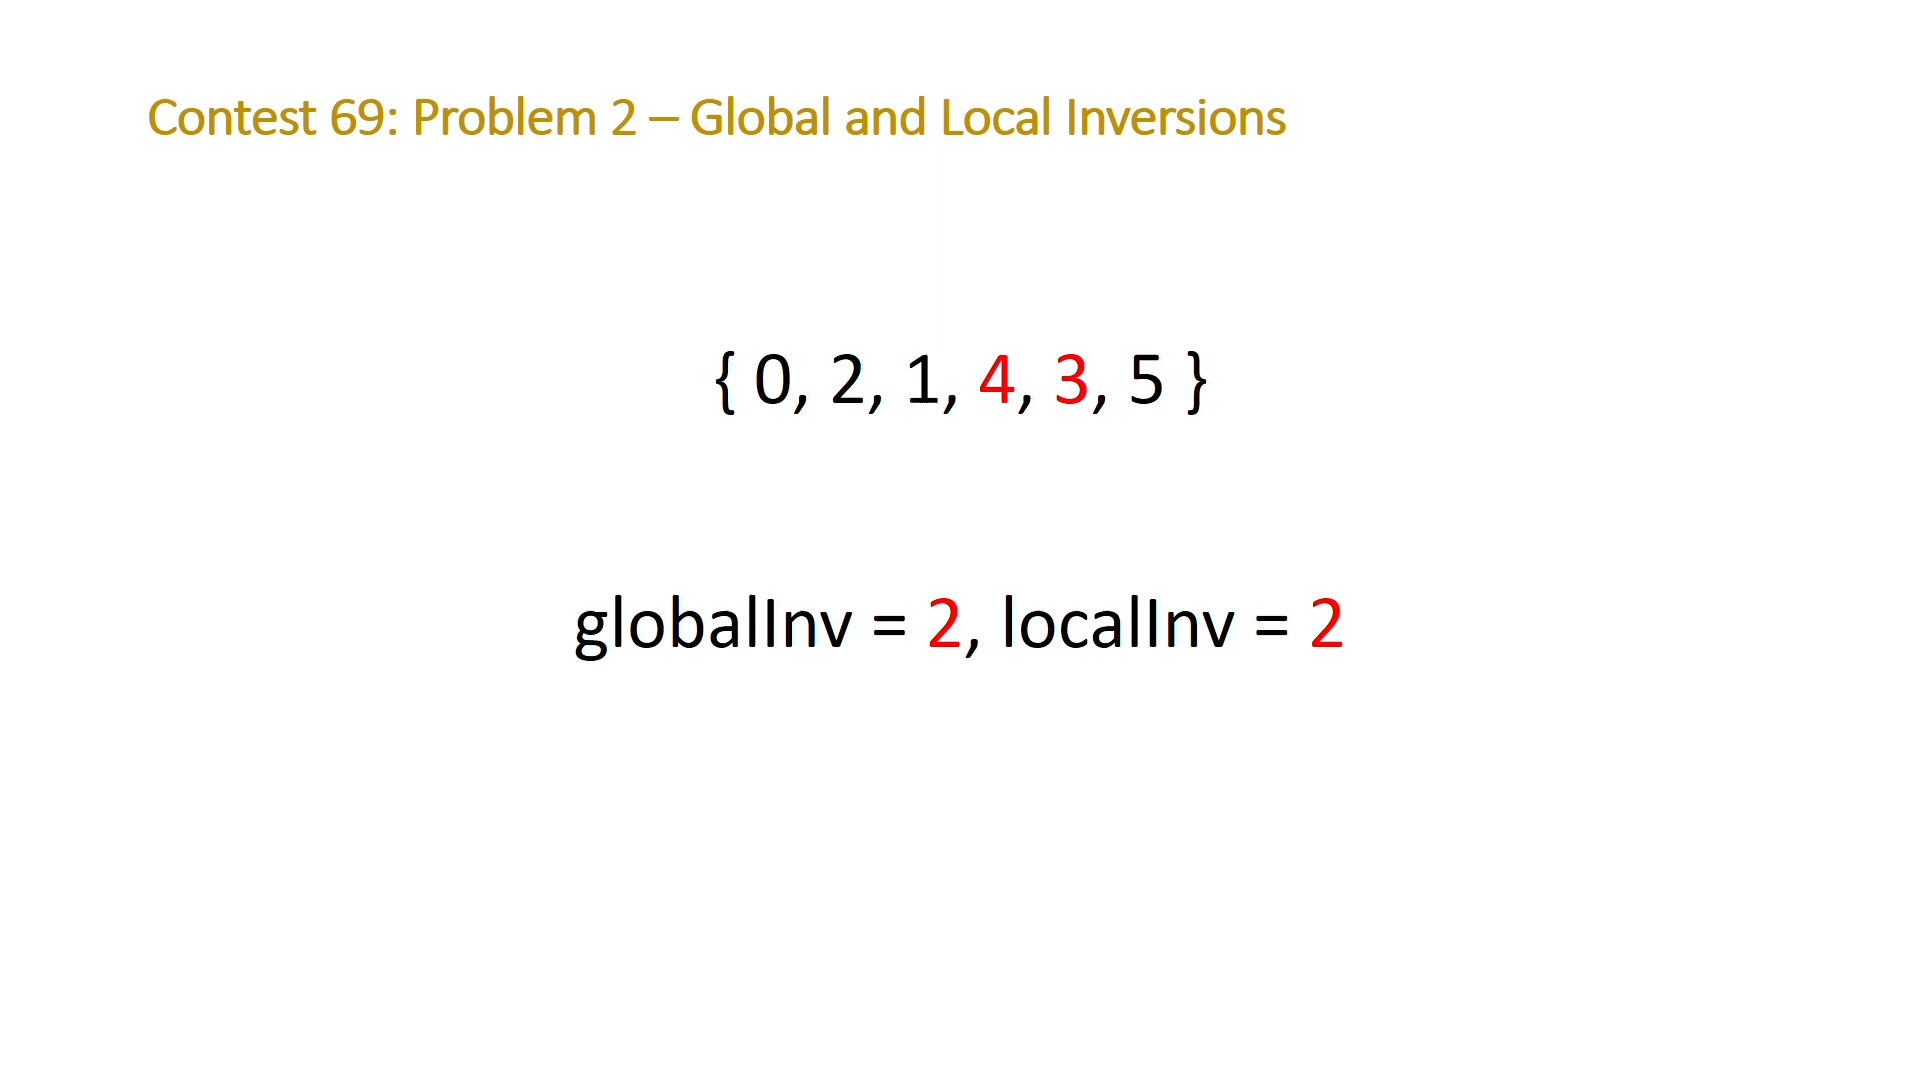 Contest 69: Problem 2 – Global and Local Inversions
{ 0, 2, 1, 4, 3, 5 }
globalInv = 2, localInv = 2